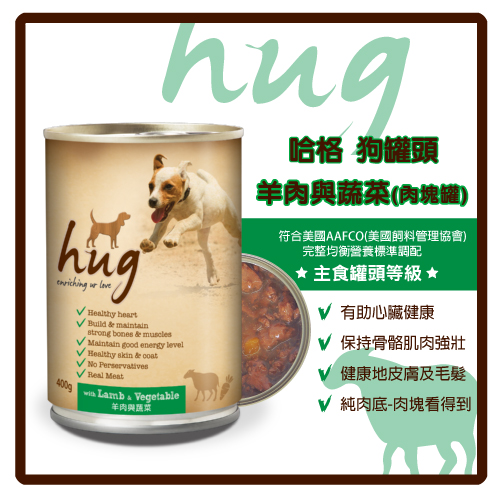 hug
哈格 狗罐頭
羊肉與蔬菜(肉塊罐)
符合美國AAFCO(美國飼料管理協會)
完整均衡營養標準調配
★ 主食罐頭等級 ★
✓ 有助心臟健康
✓ 保持骨骼肌肉強壯
✓ 健康地皮膚及毛髮
✓ 純肉底-肉塊看得到
hug
enriching ur love
✓ Healthy heart
✓ Build & maintain
strong bones & muscles
✓ Maintain good energy level
✓ Healthy skin & coat
✓ No Perservatives
✓ Real Meat
400g
with Lamb & Vegetable
羊肉與蔬菜